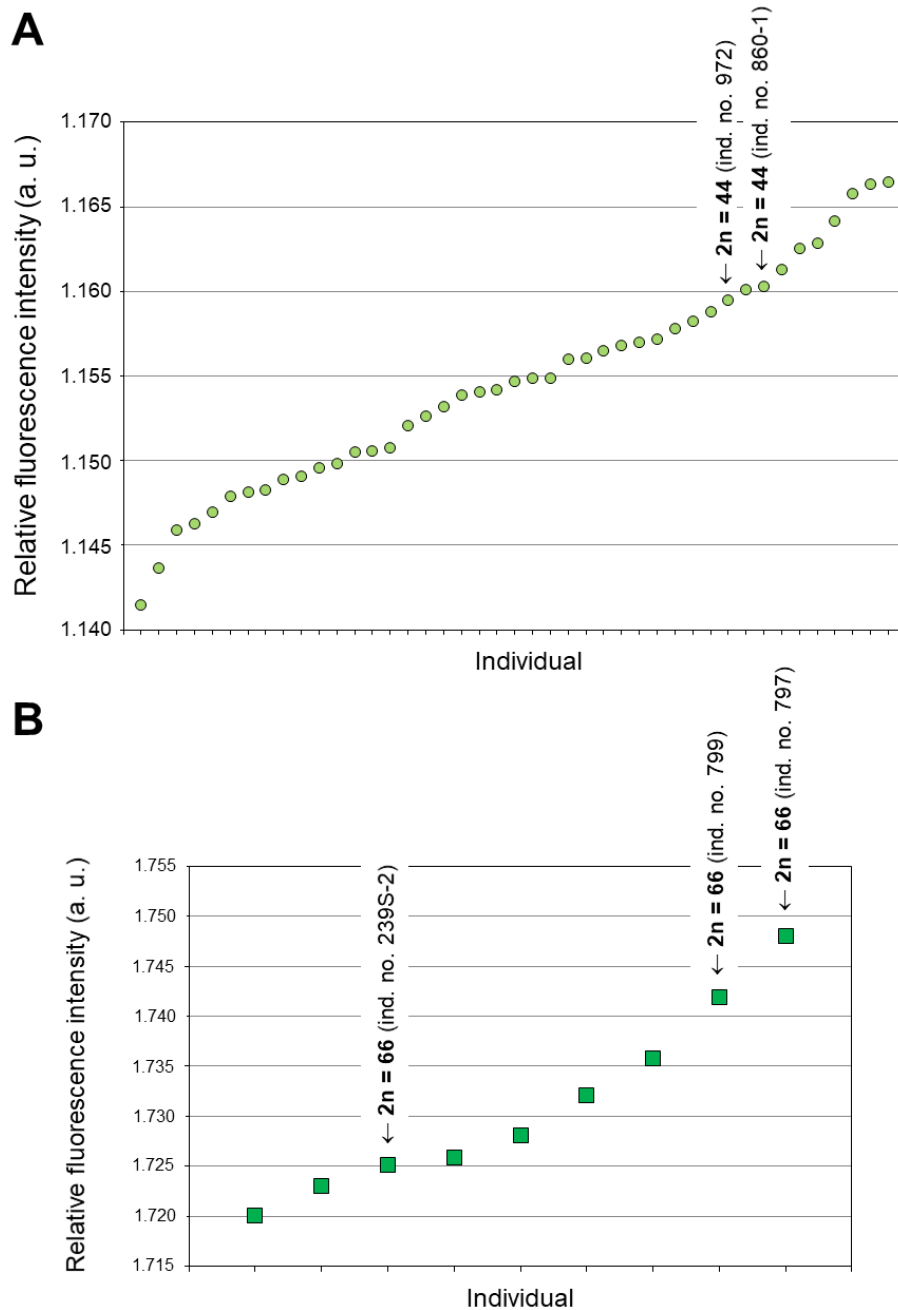 A
Relative fluorescence intensity (a. u.)
1.170
1.165
1.160
1.155
1.150
1.145
1.140
← 2n = 44 (ind. no. 972)
← 2n = 44 (ind. no. 860-1)
Individual
B
Relative fluorescence intensity (a. u.)
1.755
1.750
1.745
1.740
1.735
1.730
1.725
1.720
1.715
← 2n = 66 (ind. no. 239S-2)
← 2n = 66 (ind. no. 799)
← 2n = 66 (ind. no. 797)
Individual